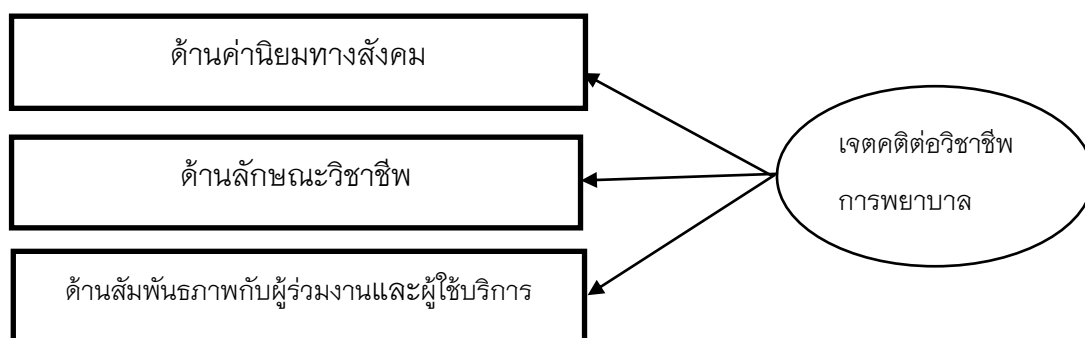 ด้านค่านิยมทางสังคม
ด้านลักษณะวิชาชีพ
ด้านสัมพันธภาพกับผู้ร่วมงานและผู้ใช้บริการ
เจตคติต่อวิชาชีพ
การพยาบาล